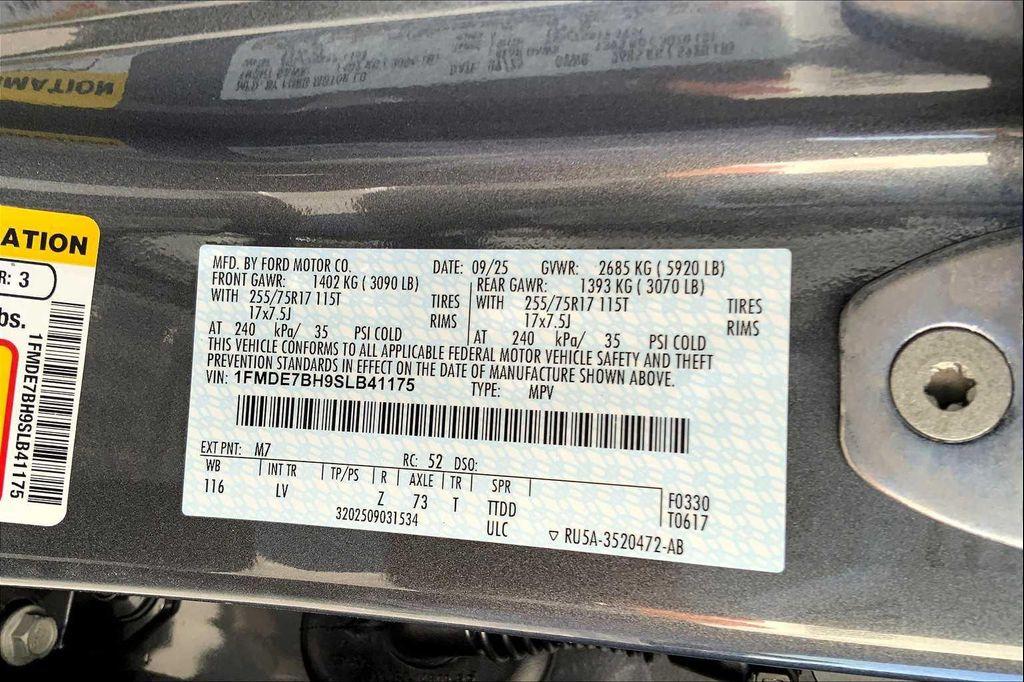 ATION
R: 3
bs.
1FMDE7BH9SLB41175
MFD. BY FORD MOTOR CO.
DATE: 09/25 GVWR: 2685 KG ( 5920 LB)
FRONT GAWR: 1402 KG ( 3090 LB)
REAR GAWR: 1393 KG ( 3070 LB)
WITH 255/75R17 115T TIRES
WITH 255/75R17 115T TIRES
17x7.5J RIMS
17x7.5J RIMS
AT 240 kPa/ 35 PSI COLD
AT 240 kPa/ 35 PSI COLD
THIS VEHICLE CONFORMS TO ALL APPLICABLE FEDERAL MOTOR VEHICLE SAFETY AND THEFT
PREVENTION STANDARDS IN EFFECT ON THE DATE OF MANUFACTURE SHOWN ABOVE.
VIN: 1FMDE7BH9SLB41175 TYPE: MPV
EXT PNT: M7 RC: 52 DSO:
WB INT TR TP/PS R AXLE TR SPR
116 LV Z 73 T TTDD F0330
3202509031534 ULC T0617
RU5A-3520472-AB